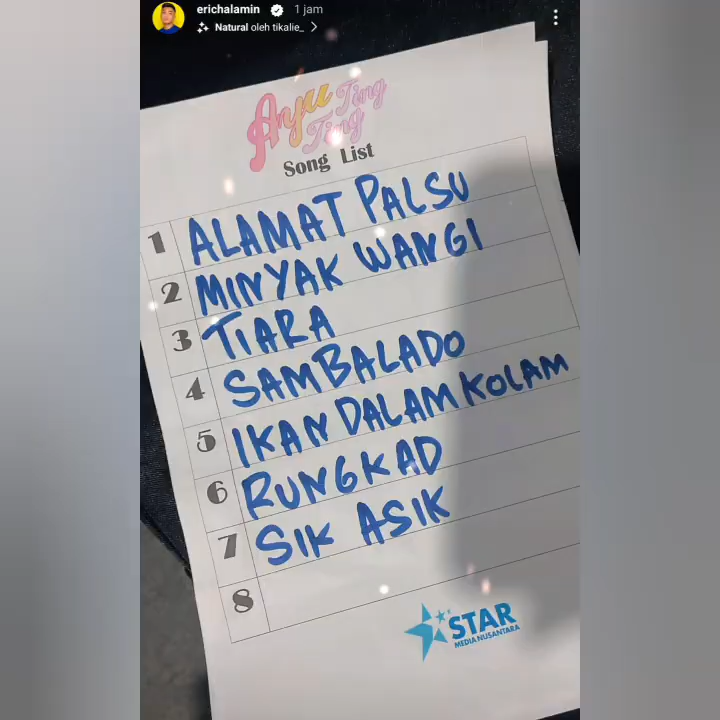 erichalamin 1 jam
Natural oleh tikalie_ >
Ayu Ting
Ting
Song List
1 ALAMAT PALSU
2 MINYAK WANGI
3 TIARA
4 SAMBALADO
5 IKAN DALAM KOLAM
6 RUNGKAD
7 SIK ASIK
8
STAR
MEDIA NUSANTARA